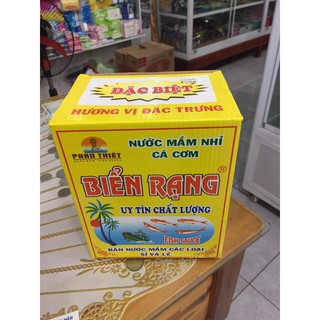 ĐẶC BIỆT
HƯƠNG VỊ ĐẶC TRƯNG
PHAN THIẾT
NƯỚC MẮM NHỈ
CÁ CƠM
BIỂN RẠNG
UY TÍN CHẤT LƯỢNG
FISH SAUCE
BÁN NƯỚC MẮM CÁC LOẠI
SỈ VÀ LẺ